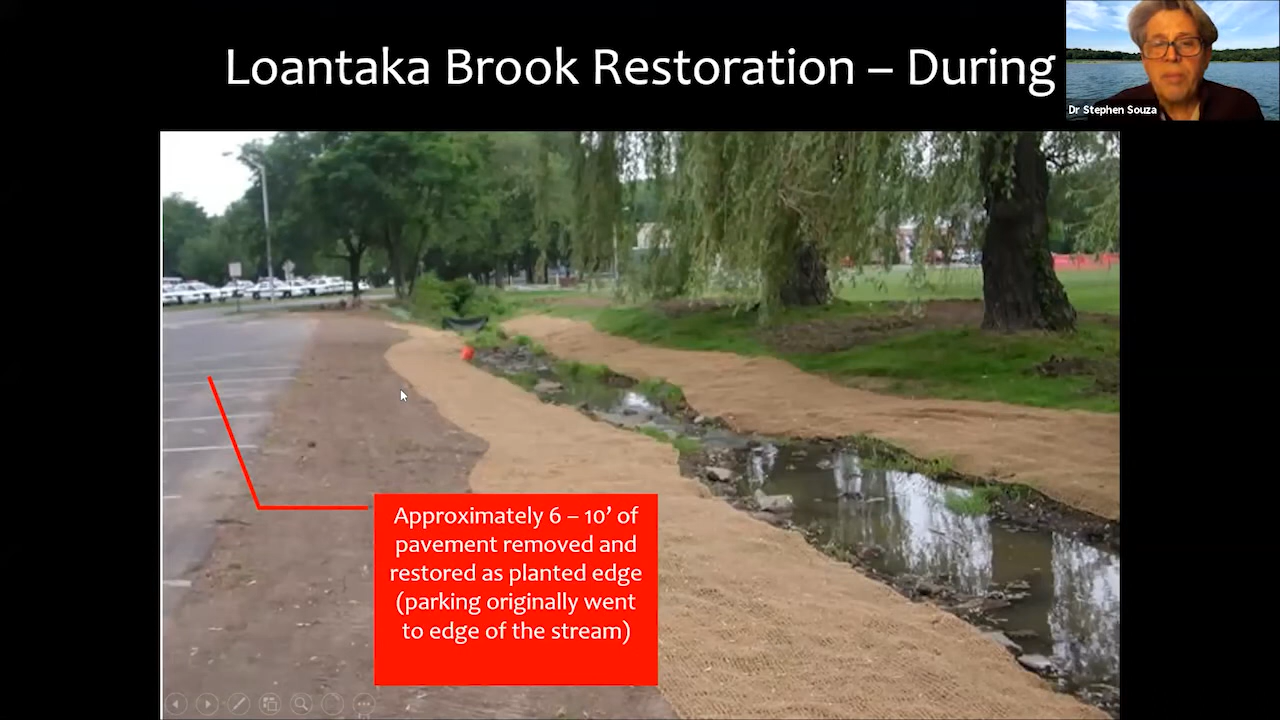 Loantaka Brook Restoration – During
Dr Stephen Souza
Approximately 6 – 10’ of
pavement removed and
restored as planted edge
(parking originally went
to edge of the stream)